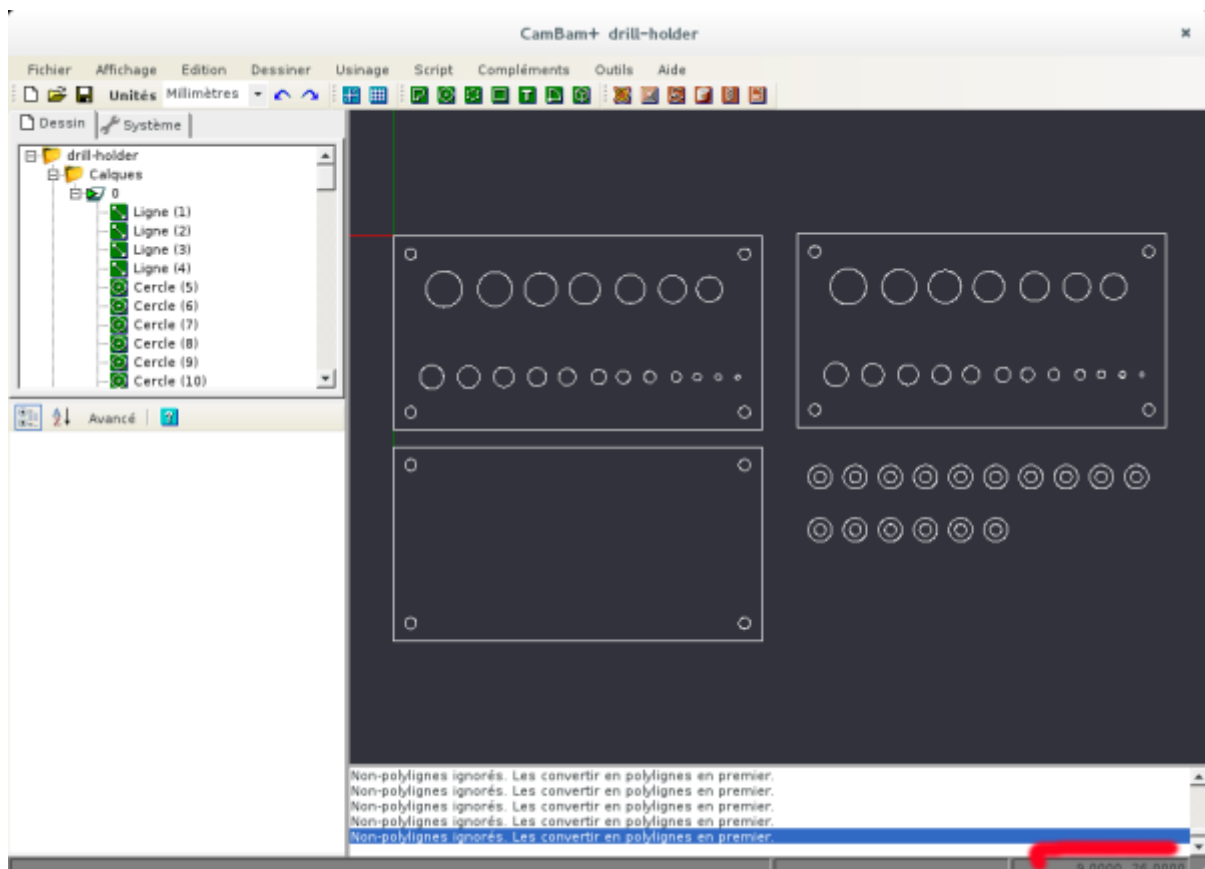 CamBam+ drill-holder
Fichier Affichage Edition Dessiner Usinage Script Compléments Outils Aide
Unités Millimètres
Dessin Système
drill-holder
Calques
0
Ligne (1)
Ligne (2)
Ligne (3)
Ligne (4)
Cercle (5)
Cercle (6)
Cercle (7)
Cercle (8)
Cercle (9)
Cercle (10)
Avancé
Non-polylignes ignorés. Les convertir en polylignes en premier.
Non-polylignes ignorés. Les convertir en polylignes en premier.
Non-polylignes ignorés. Les convertir en polylignes en premier.
Non-polylignes ignorés. Les convertir en polylignes en premier.
Non-polylignes ignorés. Les convertir en polylignes en premier.